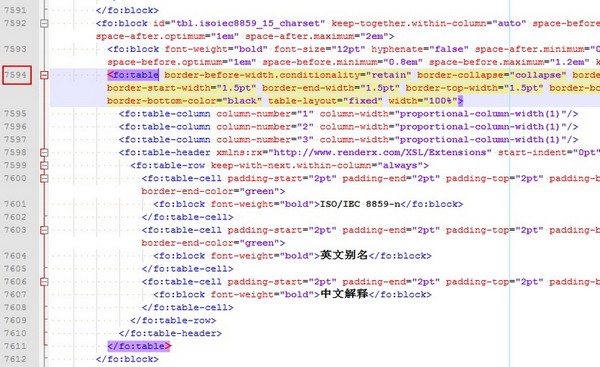 7591 </fo:block>
7592 <fo:block id="tbl.isoiec8859_15_charset" keep-together.within-column="auto" space-before
space-after.optimum="1em" space-after.maximum="2em">
7593 <fo:block font-weight="bold" font-size="12pt" hyphenate="false" space-after.minimum="0
space-before.optimum="1em" space-before.minimum="0.8em" space-before.maximum="1.2em" k
7594 <fo:table border-before-width.conditionality="retain" border-collapse="collapse" borde
border-start-width="1.5pt" border-end-width="1.5pt" border-top-width="1.5pt" border-bo
border-bottom-color="black" table-layout="fixed" width="100%">
7595 <fo:table-column column-number="1" column-width="proportional-column-width(1)"/>
7596 <fo:table-column column-number="2" column-width="proportional-column-width(1)"/>
7597 <fo:table-column column-number="3" column-width="proportional-column-width(1)"/>
7598 <fo:table-header xmlns:rx="http://www.renderx.com/XSL/Extensions" start-indent="0pt"
7599 <fo:table-row keep-with-next.within-column="always">
7600 <fo:table-cell padding-start="2pt" padding-end="2pt" padding-top="2pt" padding-b
border-end-color="green">
7601 <fo:block font-weight="bold">ISO/IEC 8859-n</fo:block>
7602 </fo:table-cell>
7603 <fo:table-cell padding-start="2pt" padding-end="2pt" padding-top="2pt" padding-b
border-end-color="green">
7604 <fo:block font-weight="bold">英文别名</fo:block>
7605 </fo:table-cell>
7606 <fo:table-cell padding-start="2pt" padding-end="2pt" padding-top="2pt" padding-b
7607 <fo:block font-weight="bold">中文解释</fo:block>
7608 </fo:table-cell>
7609 </fo:table-row>
7610 </fo:table-header>
7611 </fo:table>
7612 </fo:block>